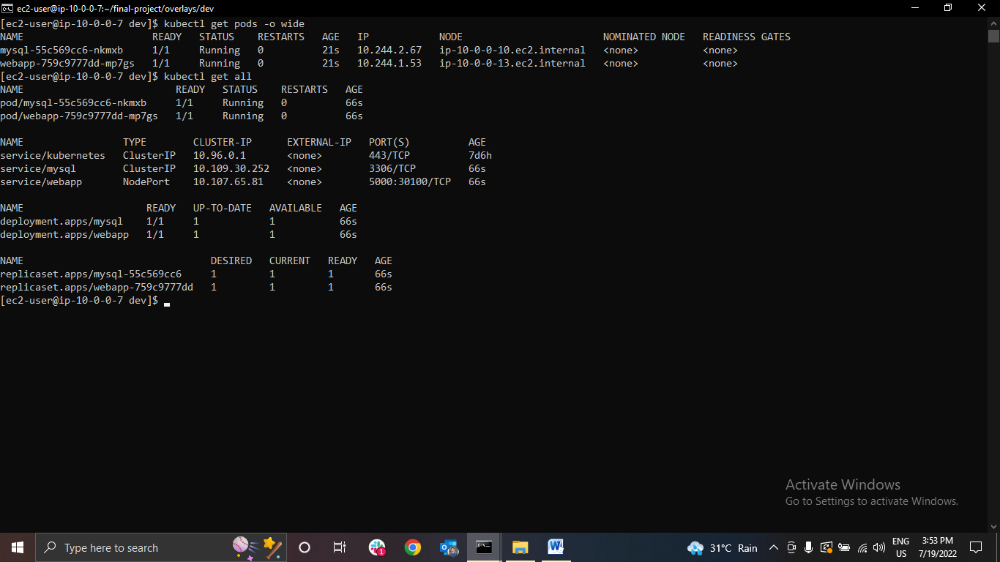 ec2-user@ip-10-0-0-7:~/final-project/overlays/dev
[ec2-user@ip-10-0-0-7 dev]$ kubectl get pods -o wide
NAME                      READY   STATUS    RESTARTS   AGE   IP            NODE                        NOMINATED NODE   READINESS GATES
mysql-55c569cc6-nkmxb     1/1     Running   0          21s   10.244.2.67   ip-10-0-0-10.ec2.internal   <none>           <none>
webapp-759c9777dd-mp7gs   1/1     Running   0          21s   10.244.1.53   ip-10-0-0-13.ec2.internal   <none>           <none>
[ec2-user@ip-10-0-0-7 dev]$ kubectl get all
NAME                          READY   STATUS    RESTARTS   AGE
pod/mysql-55c569cc6-nkmxb     1/1     Running   0          66s
pod/webapp-759c9777dd-mp7gs   1/1     Running   0          66s
NAME                 TYPE        CLUSTER-IP      EXTERNAL-IP   PORT(S)          AGE
service/kubernetes   ClusterIP   10.96.0.1       <none>        443/TCP          7d6h
service/mysql        ClusterIP   10.109.30.252   <none>        3306/TCP         66s
service/webapp       NodePort    10.107.65.81    <none>        5000:30100/TCP   66s
NAME                     READY   UP-TO-DATE   AVAILABLE   AGE
deployment.apps/mysql    1/1     1            1           66s
deployment.apps/webapp   1/1     1            1           66s
NAME                                DESIRED   CURRENT   READY   AGE
replicaset.apps/mysql-55c569cc6     1         1         1       66s
replicaset.apps/webapp-759c9777dd   1         1         1       66s
[ec2-user@ip-10-0-0-7 dev]$
Activate Windows
Go to Settings to activate Windows.
Type here to search
1
31°C Rain
ENG
US
3:53 PM
7/19/2022